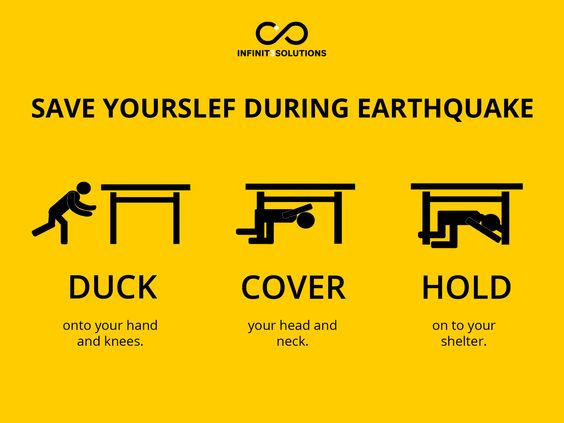 INFINITE SOLUTIONS
SAVE YOURSLEF DURING EARTHQUAKE
DUCK COVER HOLD
onto your hand your head and on to your
and knees. neck. shelter.